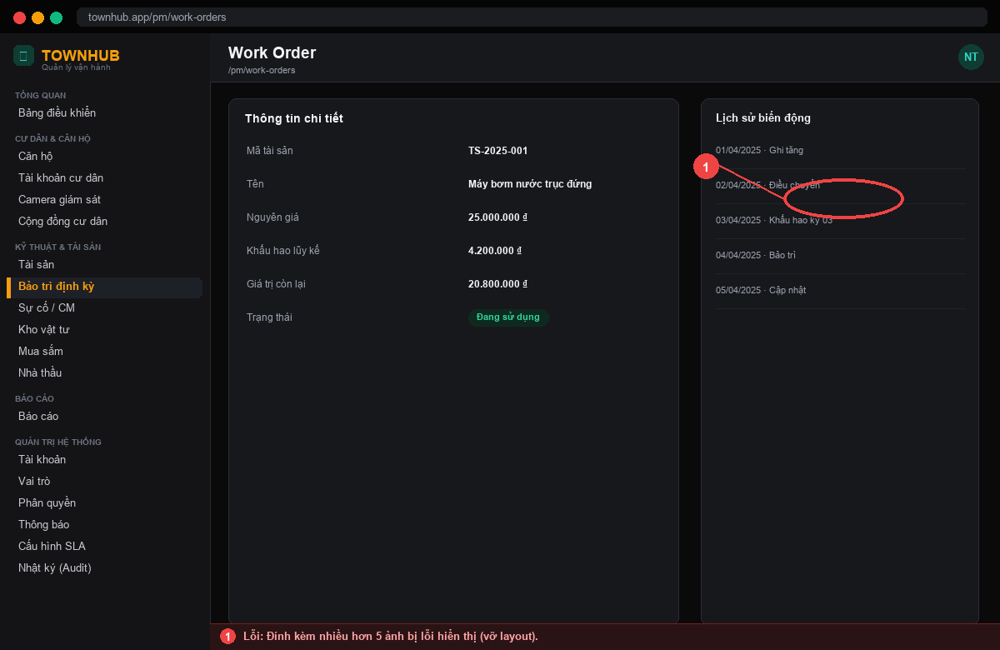 townhub.app/pm/work-orders
TOWNHUB
Quản lý vận hành
TỔNG QUAN
Bảng điều khiển
CƯ DÂN & CĂN HỘ
Căn hộ
Tài khoản cư dân
Camera giám sát
Cộng đồng cư dân
KỸ THUẬT & TÀI SẢN
Tài sản
Bảo trì định kỳ
Sự cố / CM
Kho vật tư
Mua sắm
Nhà thầu
BÁO CÁO
Báo cáo
QUẢN TRỊ HỆ THỐNG
Tài khoản
Vai trò
Phân quyền
Thông báo
Cấu hình SLA
Nhật ký (Audit)
Work Order
/pm/work-orders
NT
Thông tin chi tiết
Mã tài sản TS-2025-001
Tên Máy bơm nước trục đứng
Nguyên giá 25.000.000 ₫
Khấu hao lũy kế 4.200.000 ₫
Giá trị còn lại 20.800.000 ₫
Trạng thái Đang sử dụng
Lịch sử biến động
01/04/2025 · Ghi tăng
1
02/04/2025 · Điều chuyển
03/04/2025 · Khấu hao kỳ 03
04/04/2025 · Bảo trì
05/04/2025 · Cập nhật
1 Lỗi: Đính kèm nhiều hơn 5 ảnh bị lỗi hiển thị (vỡ layout).